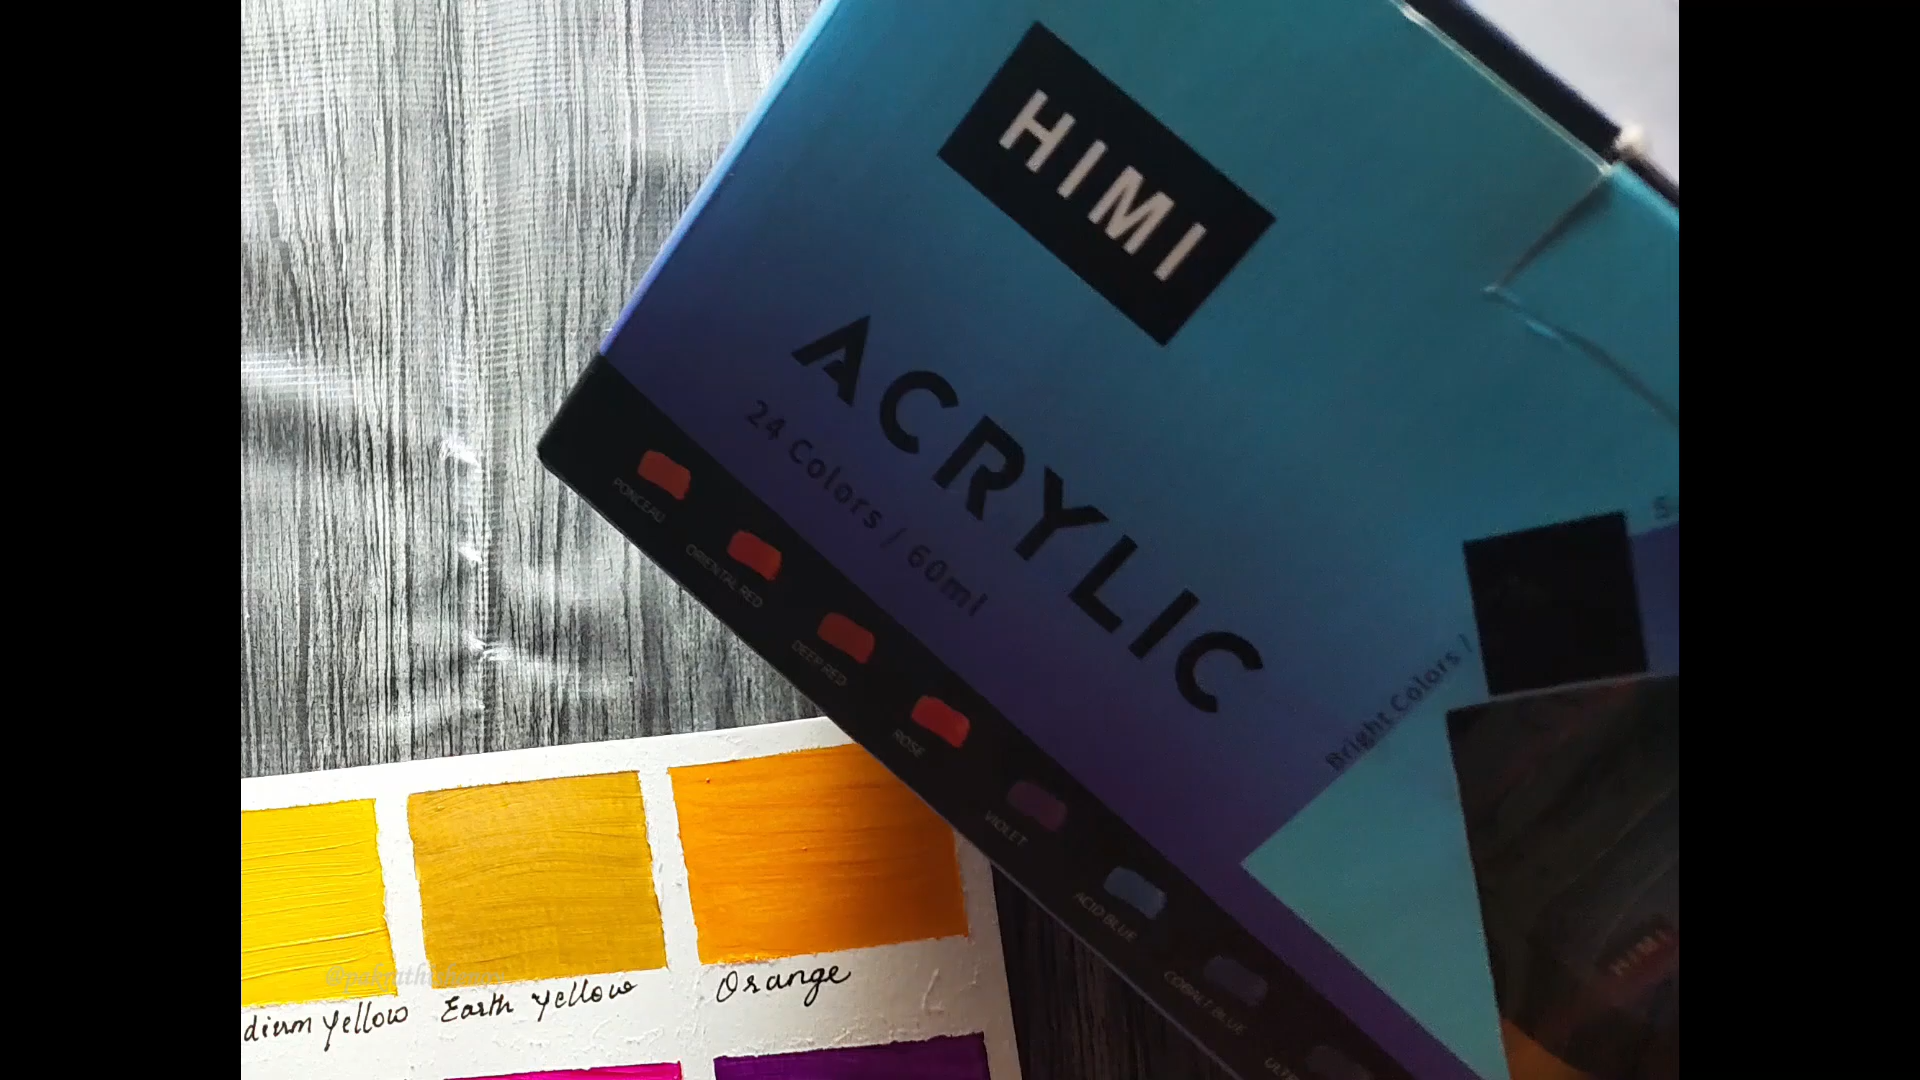 HIMI
ACRYLIC
24 Colors / 60ml
PONCEAU
ORIENTAL RED
DEEP RED
ROSE
VIOLET
ACID BLUE
COBALT BLUE
Bright Colors /
HIMI
Earth Yellow
Orange
dium Yellow